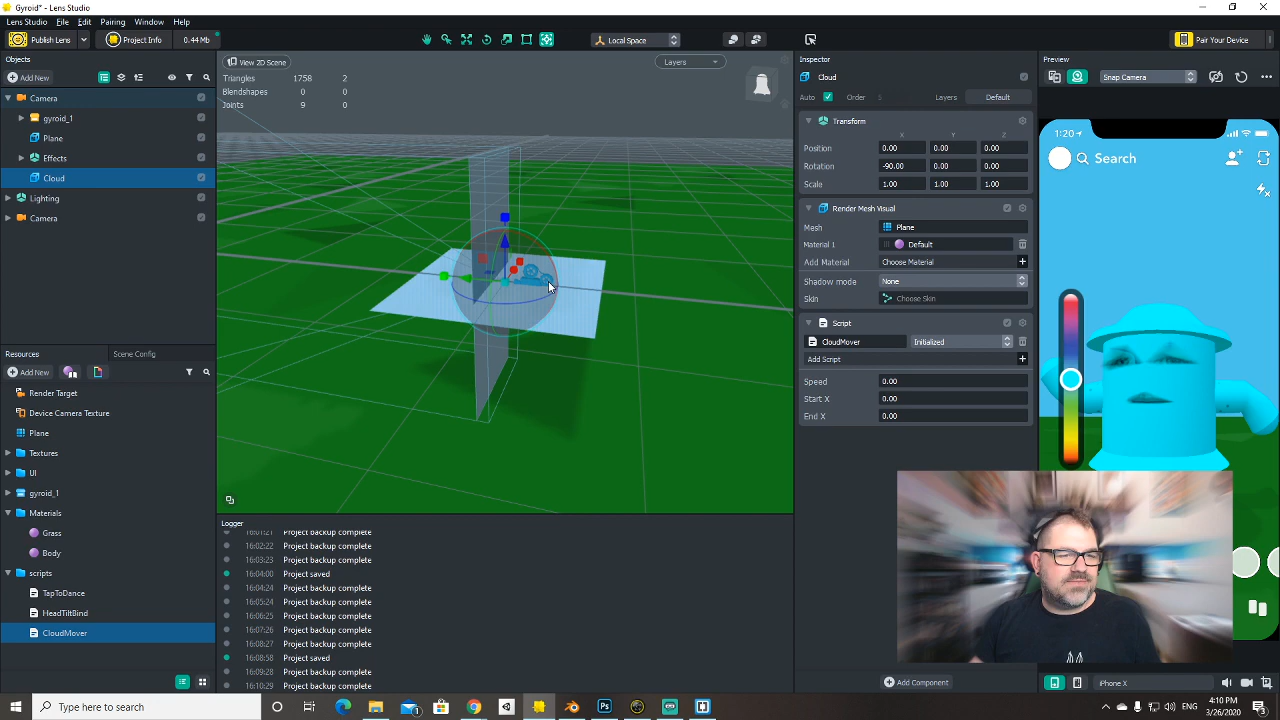 Gyroid* - Lens Studio
Lens Studio File Edit Pairing Window Help
Publish Lens Project Info 0.44 Mb Local Space Pair Your Device
Objects
Add New
Camera
gyroid_1
Plane
Effects
Cloud
Lighting
Camera
Resources Scene Config
Add New
Render Target
Device Camera Texture
Plane
Textures
UI
gyroid_1
Materials
Grass
Body
scripts
TapToDance
HeadTiltBind
CloudMover
View 2D Scene Layers
Triangles 1758 2
Blendshapes 0 0
Joints 9 0
Logger
16:01:21 Project backup complete
16:02:22 Project backup complete
16:03:23 Project backup complete
16:04:00 Project saved
16:04:24 Project backup complete
16:05:24 Project backup complete
16:06:25 Project backup complete
16:07:26 Project backup complete
16:08:27 Project backup complete
16:08:58 Project saved
16:09:28 Project backup complete
16:10:29 Project backup complete
Inspector
Cloud
Auto Order Layers Default
Transform
X Y Z
Position 0.00 0.00 0.00
Rotation -90.00 0.00 0.00
Scale 1.00 1.00 1.00
Render Mesh Visual
Mesh Plane
Material 1 Default
Add Material Choose Material
Shadow mode None
Skin Choose Skin
Script
CloudMover Initialized
Add Script
Speed 0.00
Start X 0.00
End X 0.00
Add Component
Preview
Snap Camera
1:20
Search
iPhone X
Type here to search
ENG
4:10 PM
3/26/2020